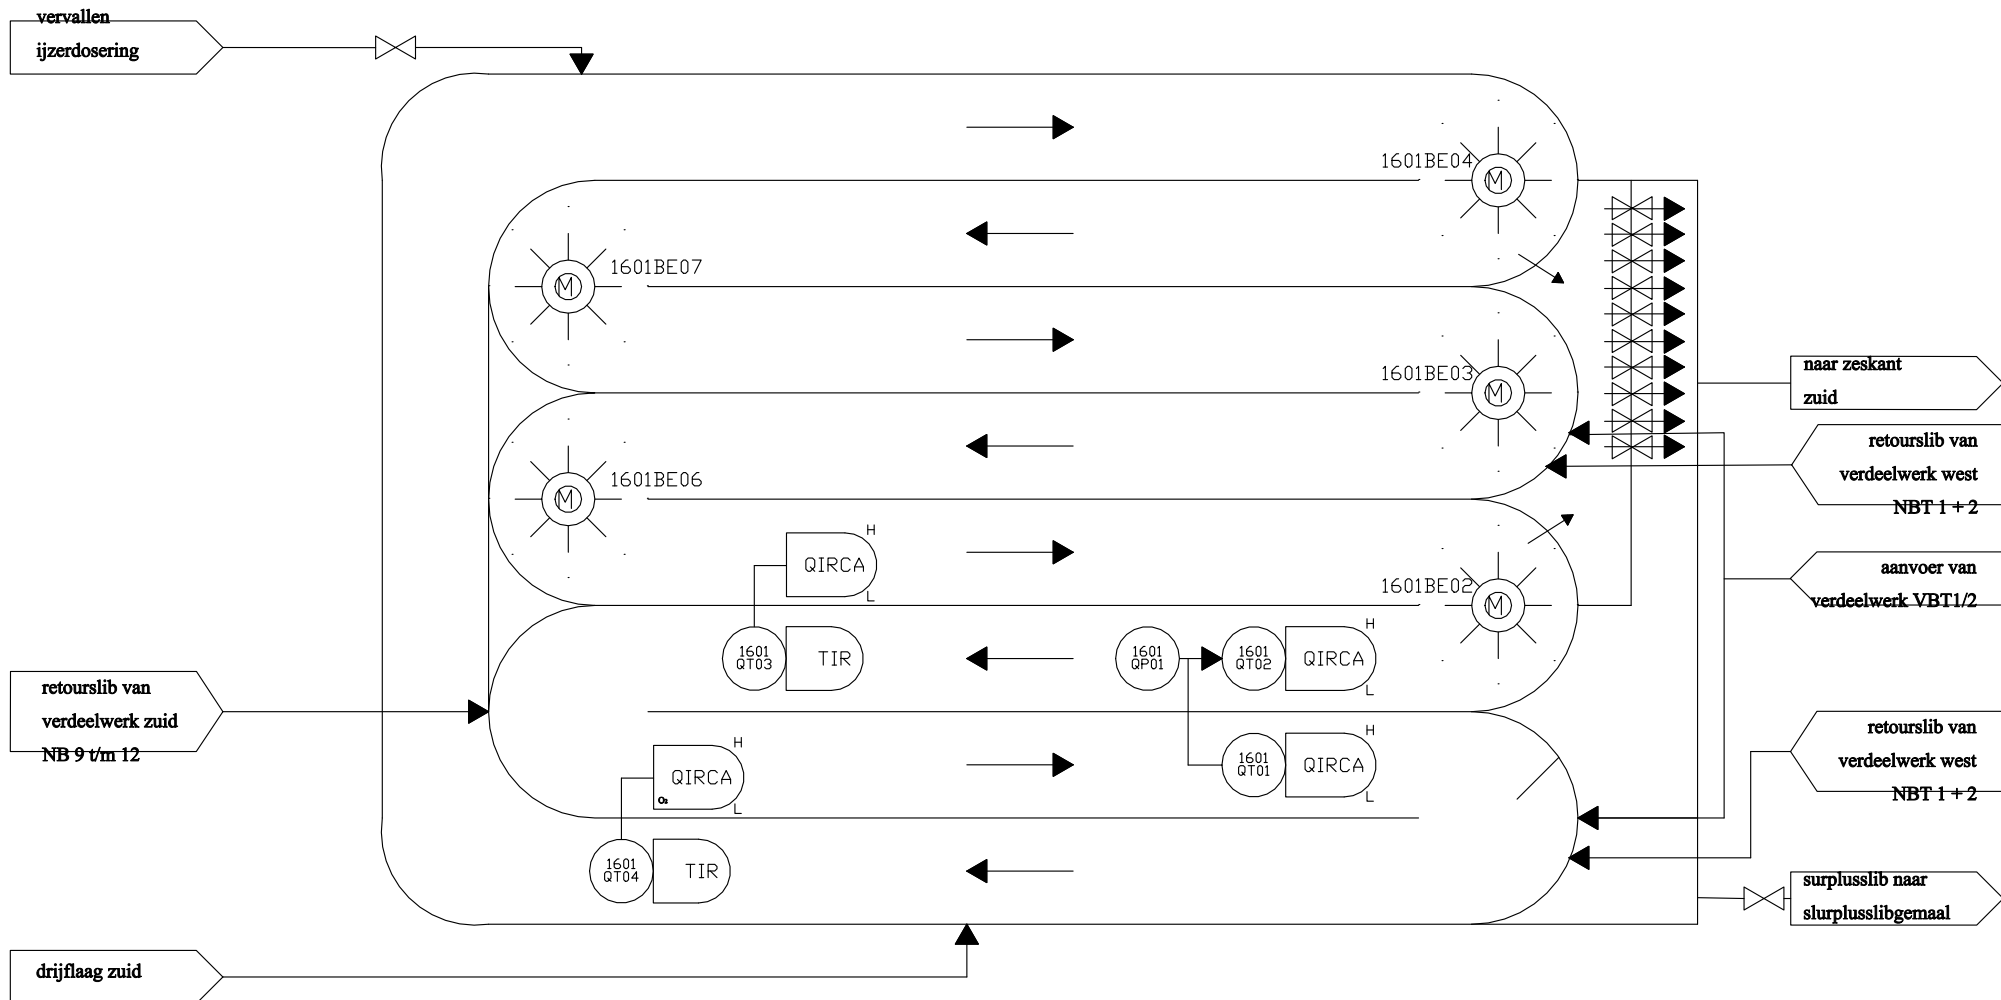 vervallen
ijzerdosering
1601BE04
1601BE07
1601BE03
naar zeskant
zuid
retourslib van
verdeelwerk west
NBT 1 + 2
1601BE06
H
QIRCA
L
1601BE02
aanvoer van
verdeelwerk VBT1/2
1601
QT03
TIR
1601
QP01
1601
QT02
H
QIRCA
L
retourslib van
verdeelwerk zuid
NB 9 t/m 12
retourslib van
verdeelwerk west
NBT 1 + 2
H
QIRCA
O₂
L
1601
QT01
H
QIRCA
L
1601
QT04
TIR
surplusslib naar
slurplusslibgemaal
drijflaag zuid
M
M
M
M
M